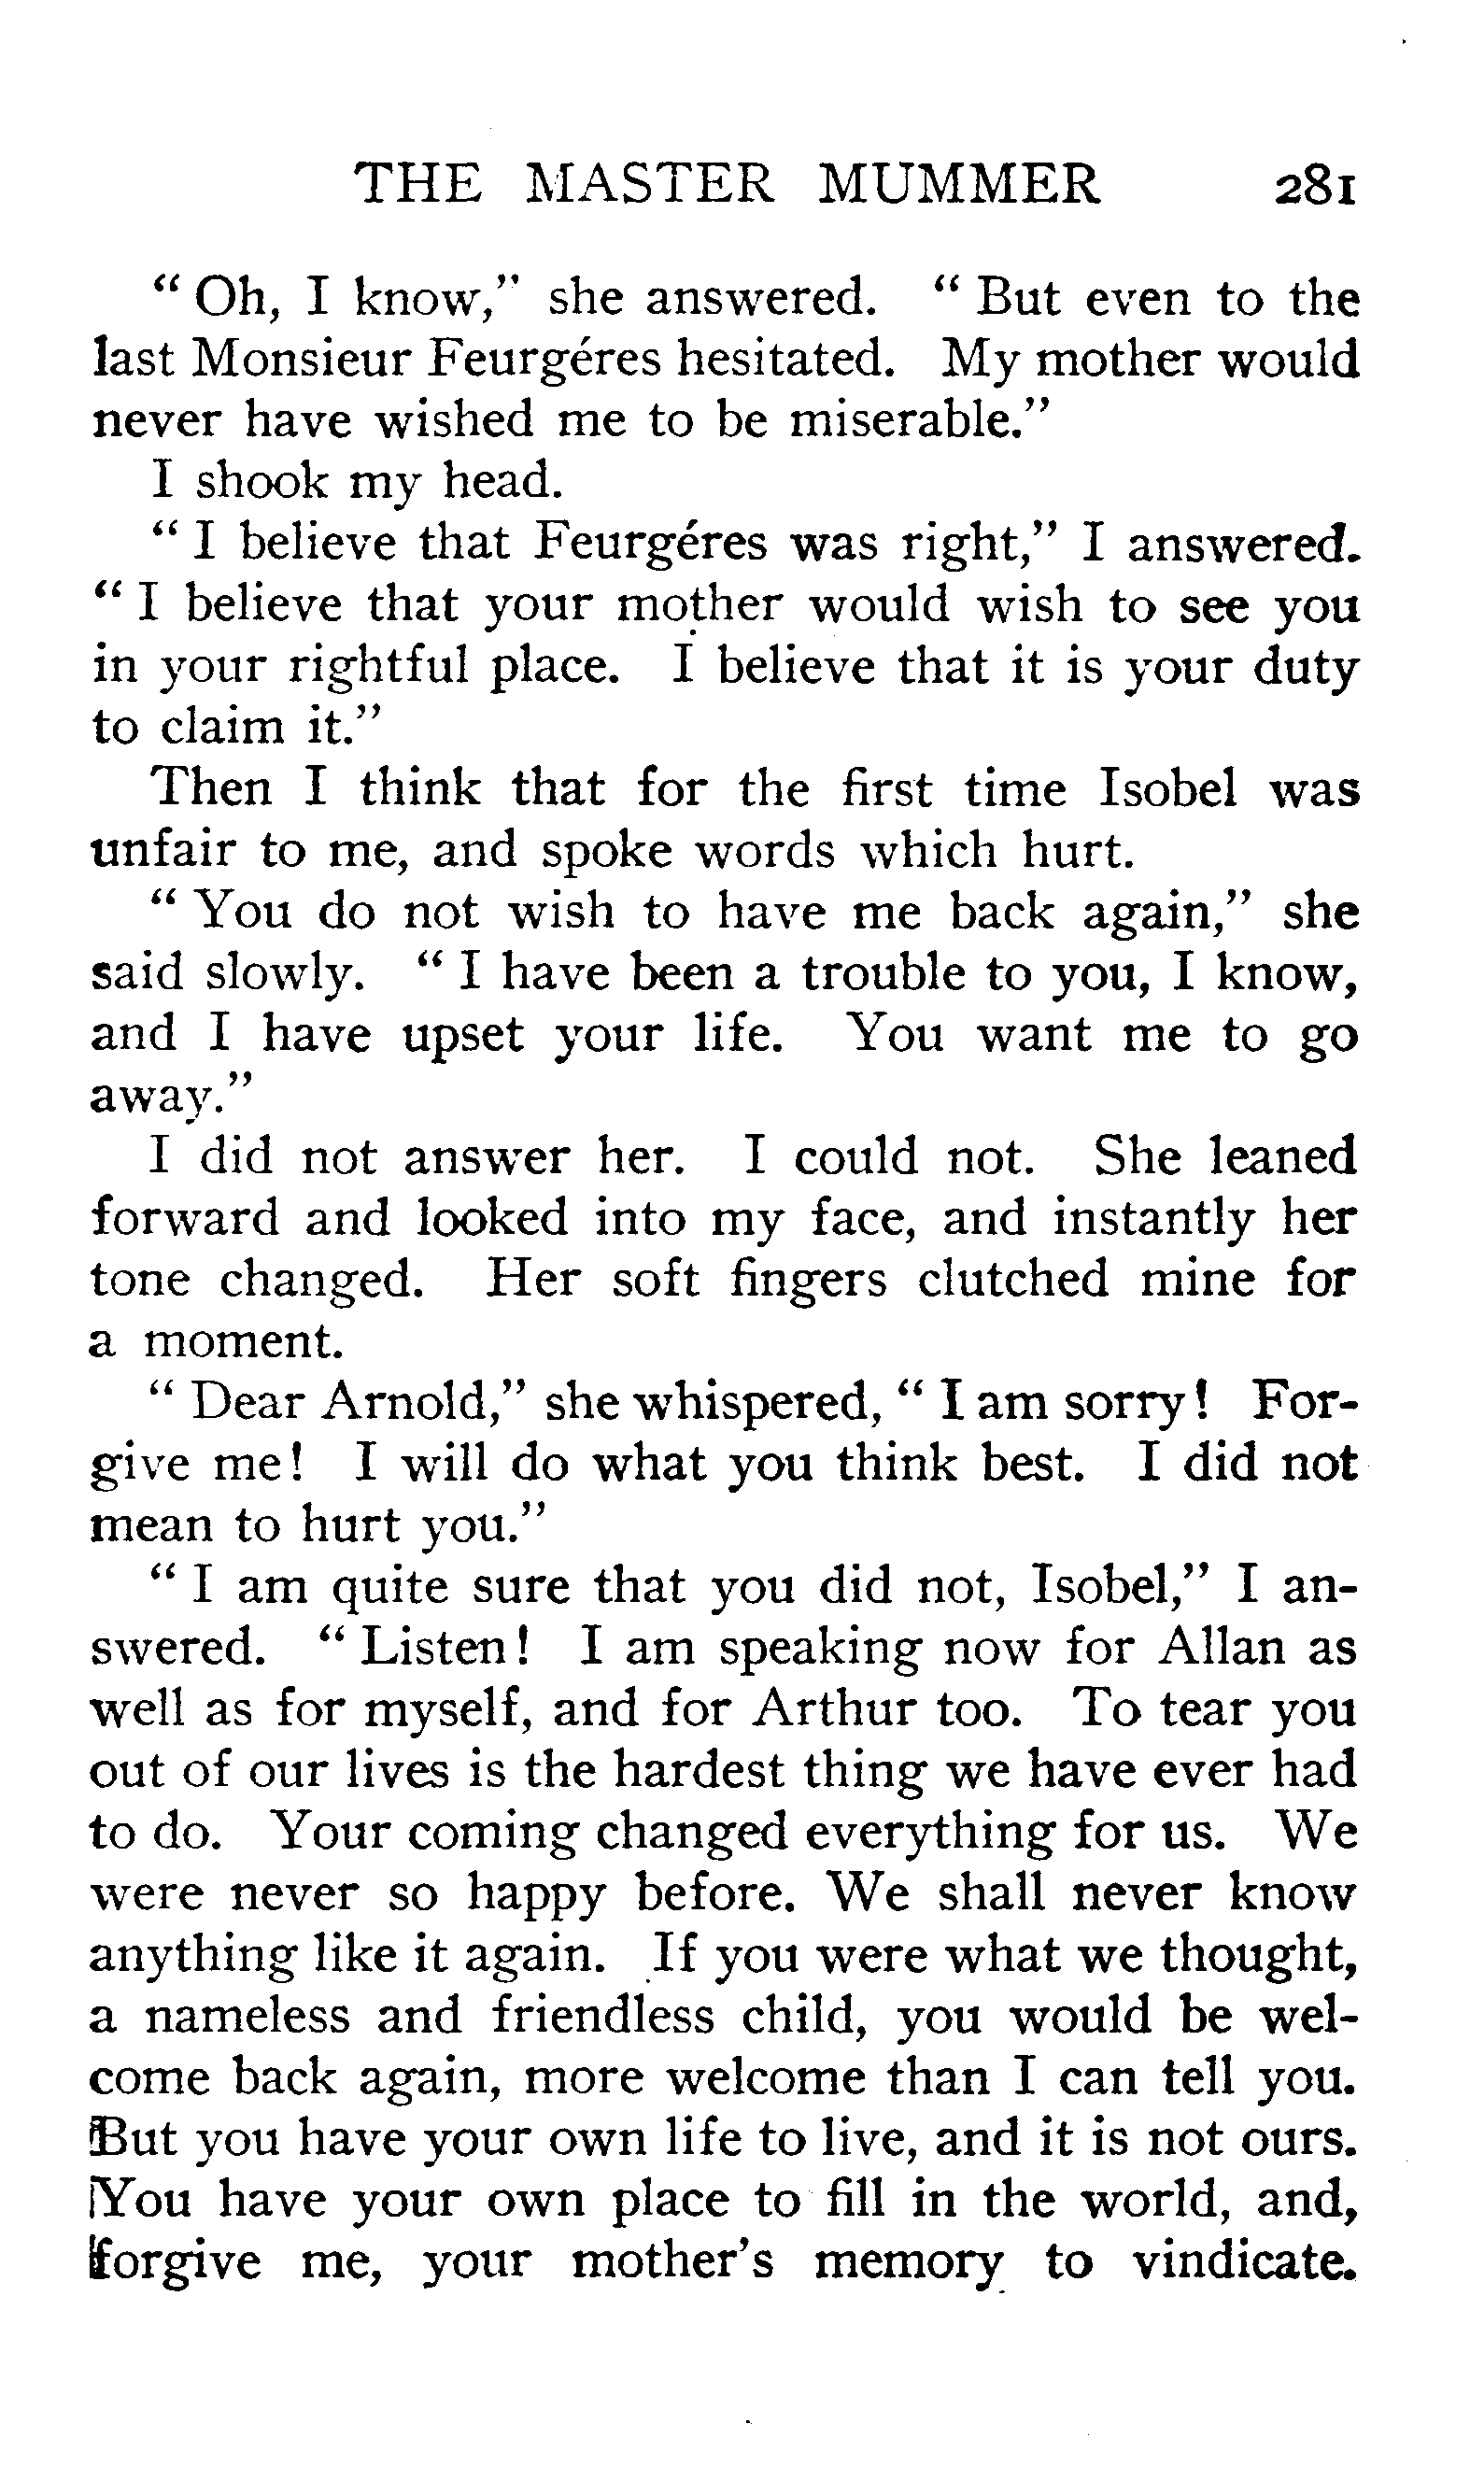 THE MASTER MUMMER 281
" Oh, I know," she answered. " But even to the
last Monsieur Feurgéres hesitated. My mother would
never have wished me to be miserable."
I shook my head.
" I believe that Feurgéres was right," I answered.
" I believe that your mother would wish to see you
in your rightful place. I believe that it is your duty
to claim it."
Then I think that for the first time Isobel was
unfair to me, and spoke words which hurt.
" You do not wish to have me back again," she
said slowly. " I have been a trouble to you, I know,
and I have upset your life. You want me to go
away."
I did not answer her. I could not. She leaned
forward and looked into my face, and instantly her
tone changed. Her soft fingers clutched mine for
a moment.
" Dear Arnold," she whispered, " I am sorry! For-
give me! I will do what you think best. I did not
mean to hurt you."
" I am quite sure that you did not, Isobel," I an-
swered. " Listen! I am speaking now for Allan as
well as for myself, and for Arthur too. To tear you
out of our lives is the hardest thing we have ever had
to do. Your coming changed everything for us. We
were never so happy before. We shall never know
anything like it again. If you were what we thought,
a nameless and friendless child, you would be wel-
come back again, more welcome than I can tell you.
But you have your own life to live, and it is not ours.
You have your own place to fill in the world, and,
forgive me, your mother's memory to vindicate.